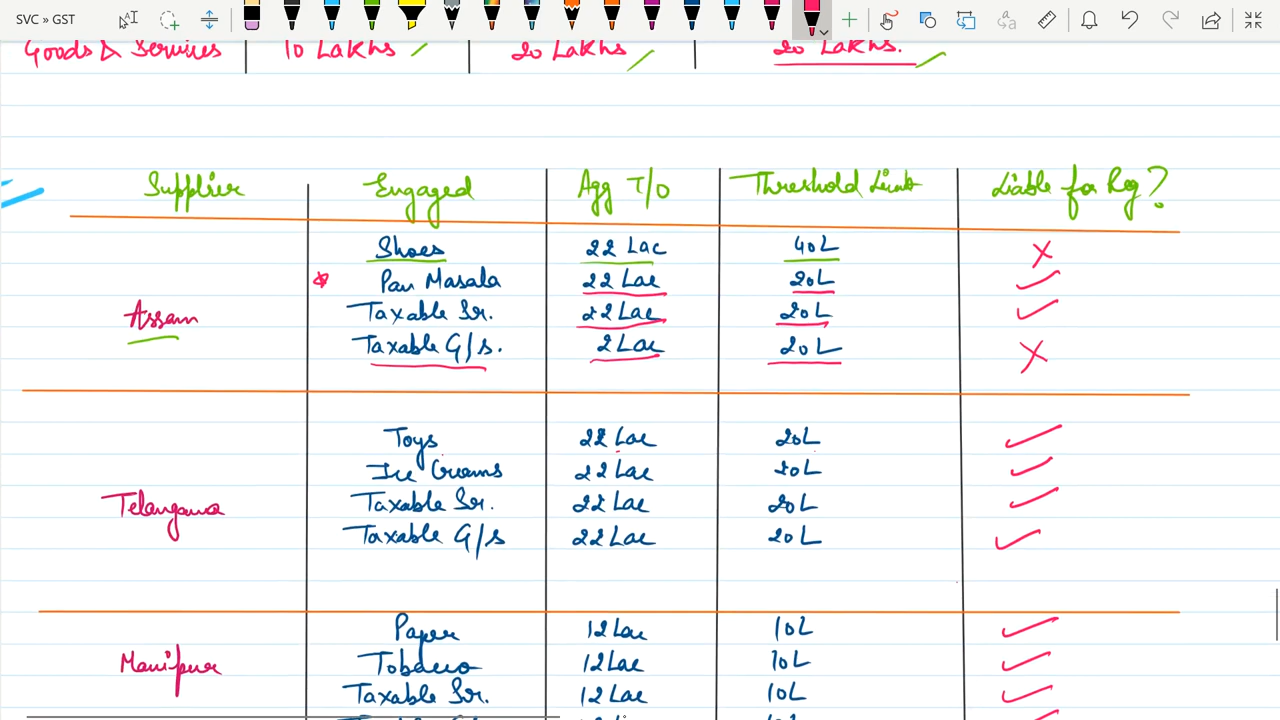 SVC » GST
Goods & Services 10 Lakhs 20 Lakhs 20 Lakhs.
Supplier Engaged Agg T/O Threshold Limit Liable for Reg?
Shoes 22 Lac 40L ✗
Pan Masala 22 Lac 20L ✓
Assam Taxable Sr. 22 Lac 20L ✓
Taxable G/s. 2 Lac 20L ✗
Toys 22 Lac 20L ✓
Ice Creams 22 Lac 20L ✓
Telangana Taxable Sr. 22 Lac 20L ✓
Taxable G/s 22 Lac 20L ✓
Paper 12 Lac 10L ✓
Manipur Tobacco 12 Lac 10L ✓
Taxable Sr. 12 Lac 10L ✓